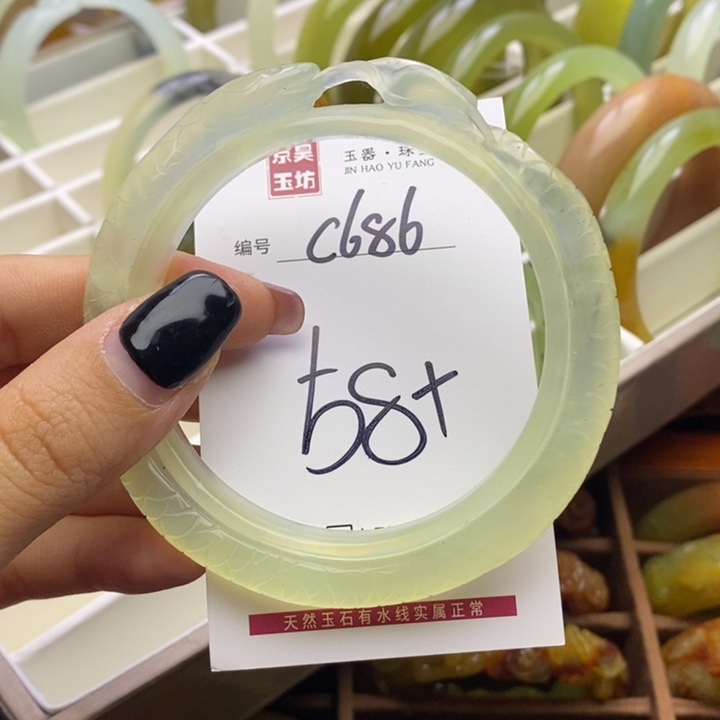 京昊
玉坊
玉器·珠
JIN HAO YU FANG
编号 C686
58+
天然玉石有水线实属正常